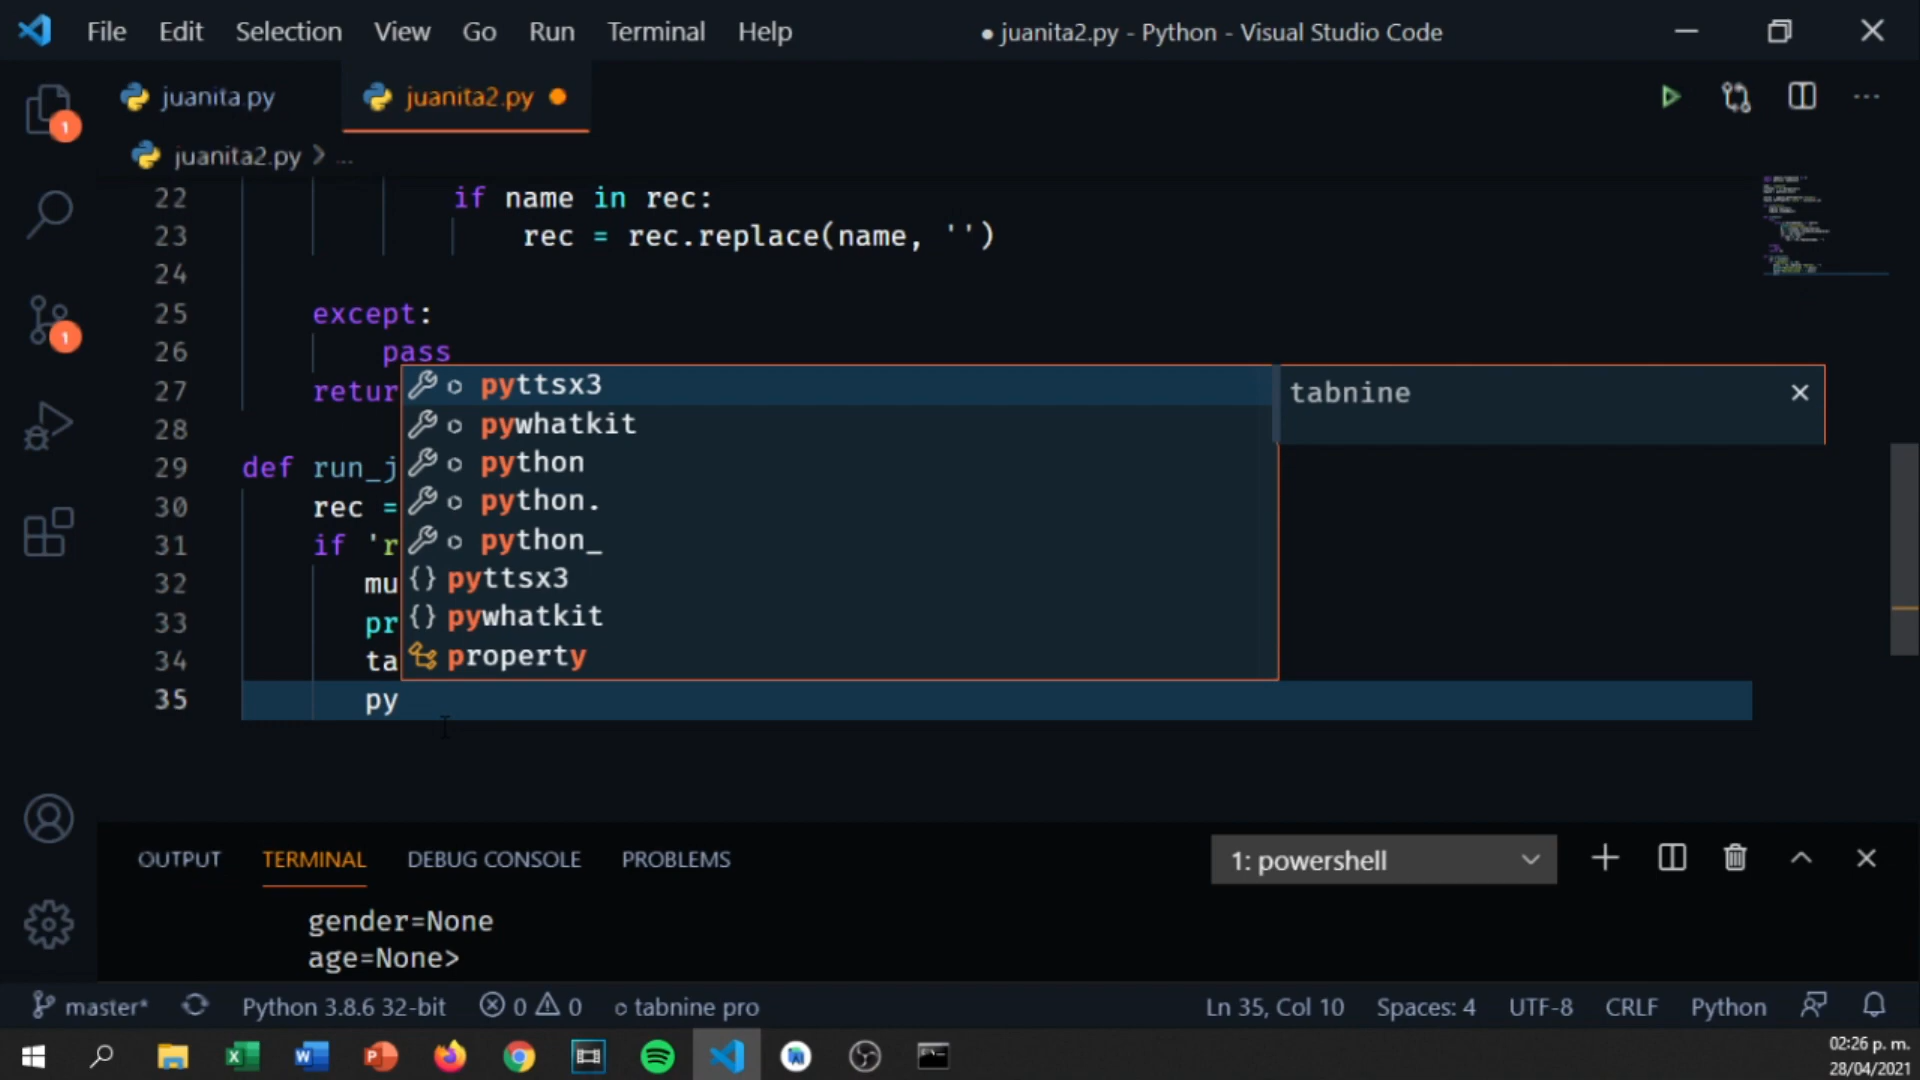 File Edit Selection View Go Run Terminal Help ● juanita2.py - Python - Visual Studio Code
juanita.py juanita2.py
juanita2.py > ...
22 if name in rec:
23 rec = rec.replace(name, '')
24
25 except:
26 pass
27 retur
28
29 def run_j
30 rec =
31 if 'r
32 mu
33 pr
34 ta
35 py
pyttsx3 tabnine
pywhatkit
python
python.
python_
{} pyttsx3
{} pywhatkit
property
1
1
OUTPUT TERMINAL DEBUG CONSOLE PROBLEMS 1: powershell
gender=None
age=None>
master* Python 3.8.6 32-bit 0 0 tabnine pro Ln 35, Col 10 Spaces: 4 UTF-8 CRLF Python
02:26 p. m.
28/04/2021